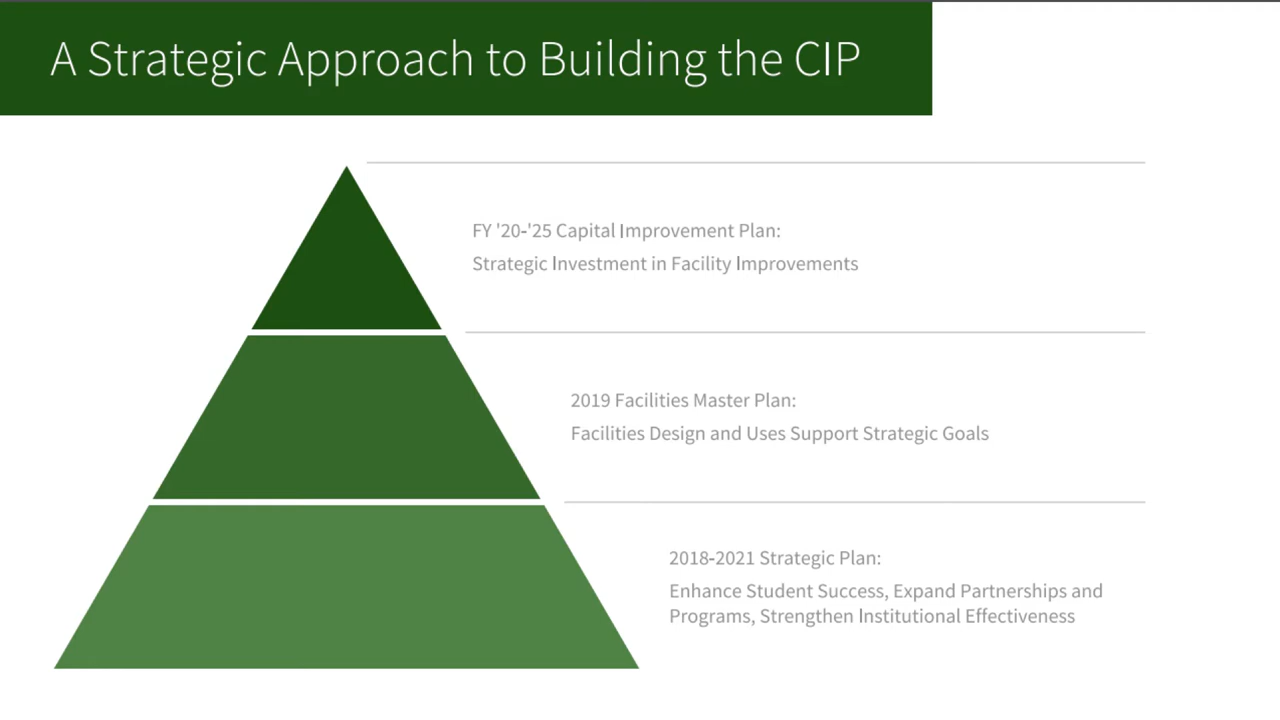 A Strategic Approach to Building the CIP
FY '20-'25 Capital Improvement Plan:
Strategic Investment in Facility Improvements
2019 Facilities Master Plan:
Facilities Design and Uses Support Strategic Goals
2018-2021 Strategic Plan:
Enhance Student Success, Expand Partnerships and
Programs, Strengthen Institutional Effectiveness